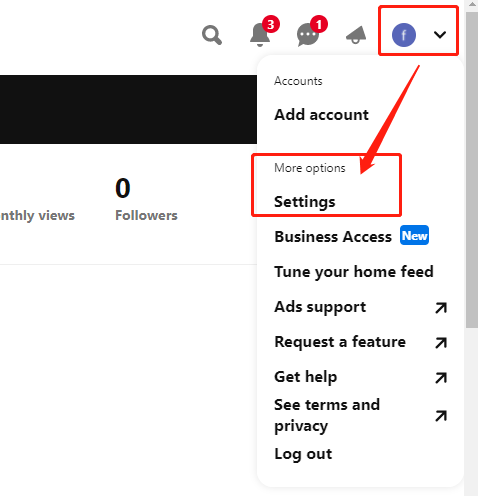 3
1
f
Accounts
Add account
More options
Settings
Business Access New
Tune your home feed
Ads support
Request a feature
Get help
See terms and
privacy
Log out
0
nthly views
Followers